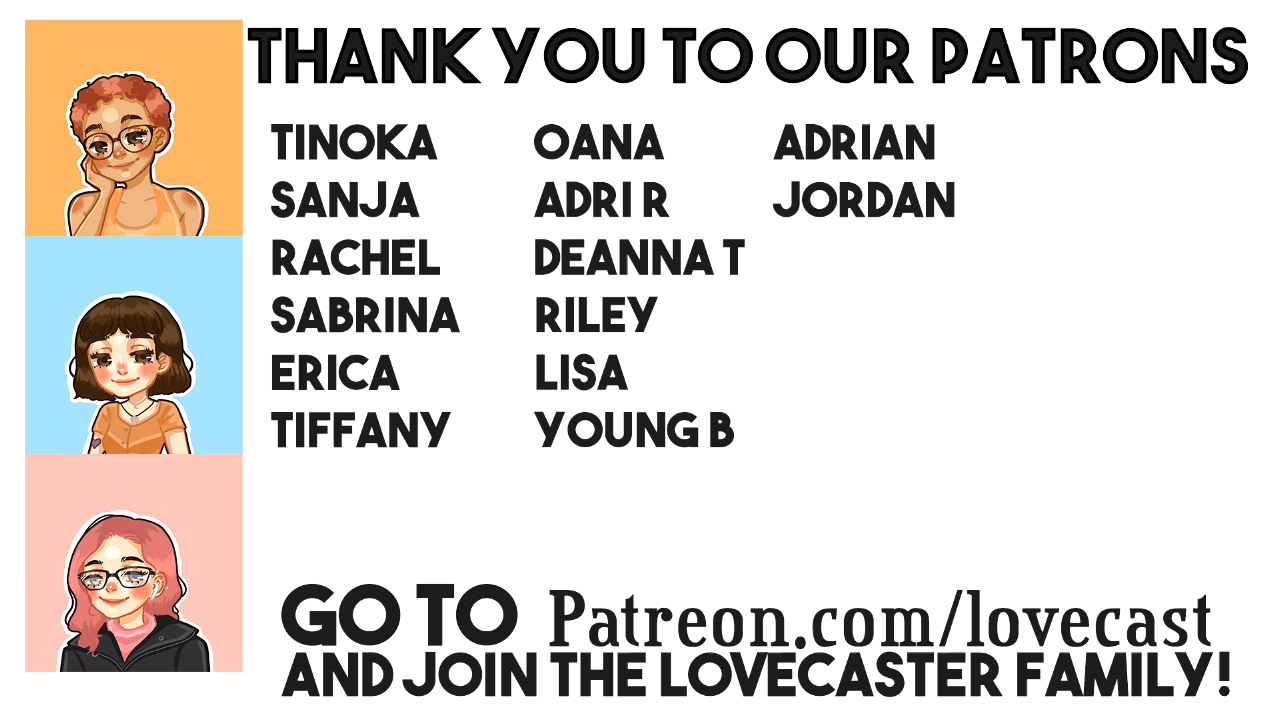 THANK YOU TO OUR PATRONS
TINOKA
SANJA
RACHEL
SABRINA
ERICA
TIFFANY
OANA
ADRI R
DEANNA T
RILEY
LISA
YOUNG B
ADRIAN
JORDAN
GO TO Patreon.com/lovecast
AND JOIN THE LOVECASTER FAMILY!